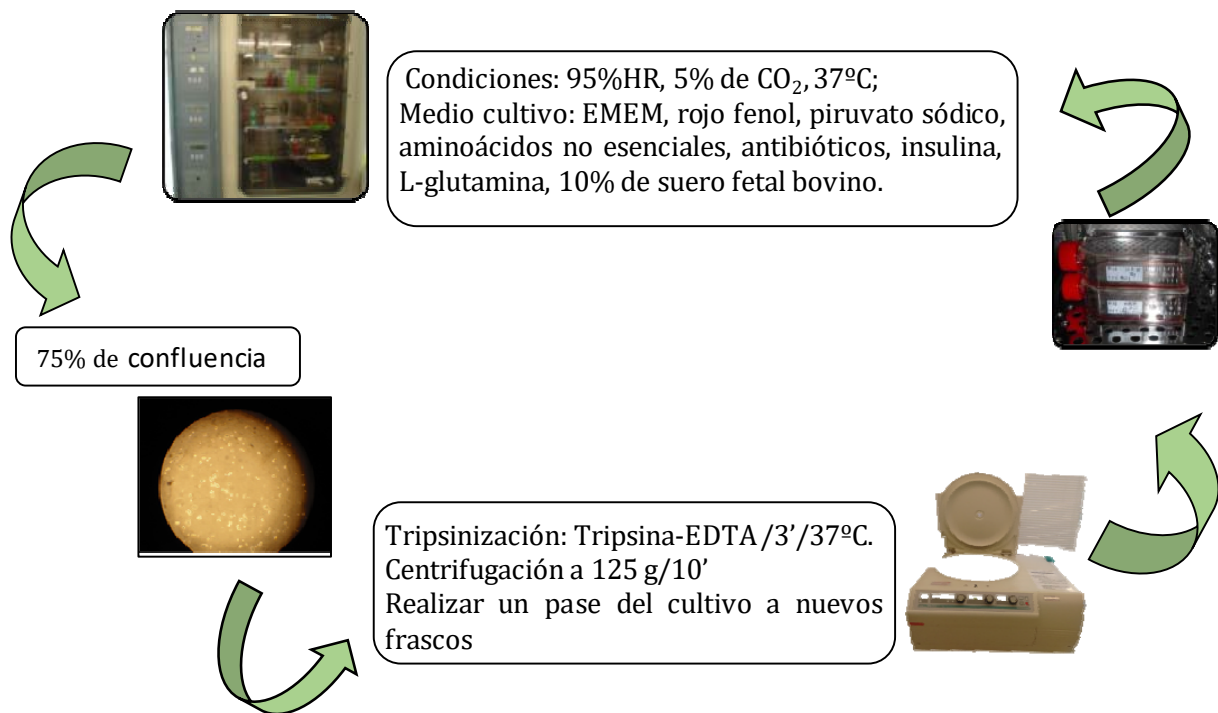 Condiciones: 95%HR, 5% de CO₂, 37ºC;
Medio cultivo: EMEM, rojo fenol, piruvato sódico,
aminoácidos no esenciales, antibióticos, insulina,
L-glutamina, 10% de suero fetal bovino.
75% de confluencia
Tripsinización: Tripsina-EDTA /3’/37ºC.
Centrifugación a 125 g/10’
Realizar un pase del cultivo a nuevos
frascos